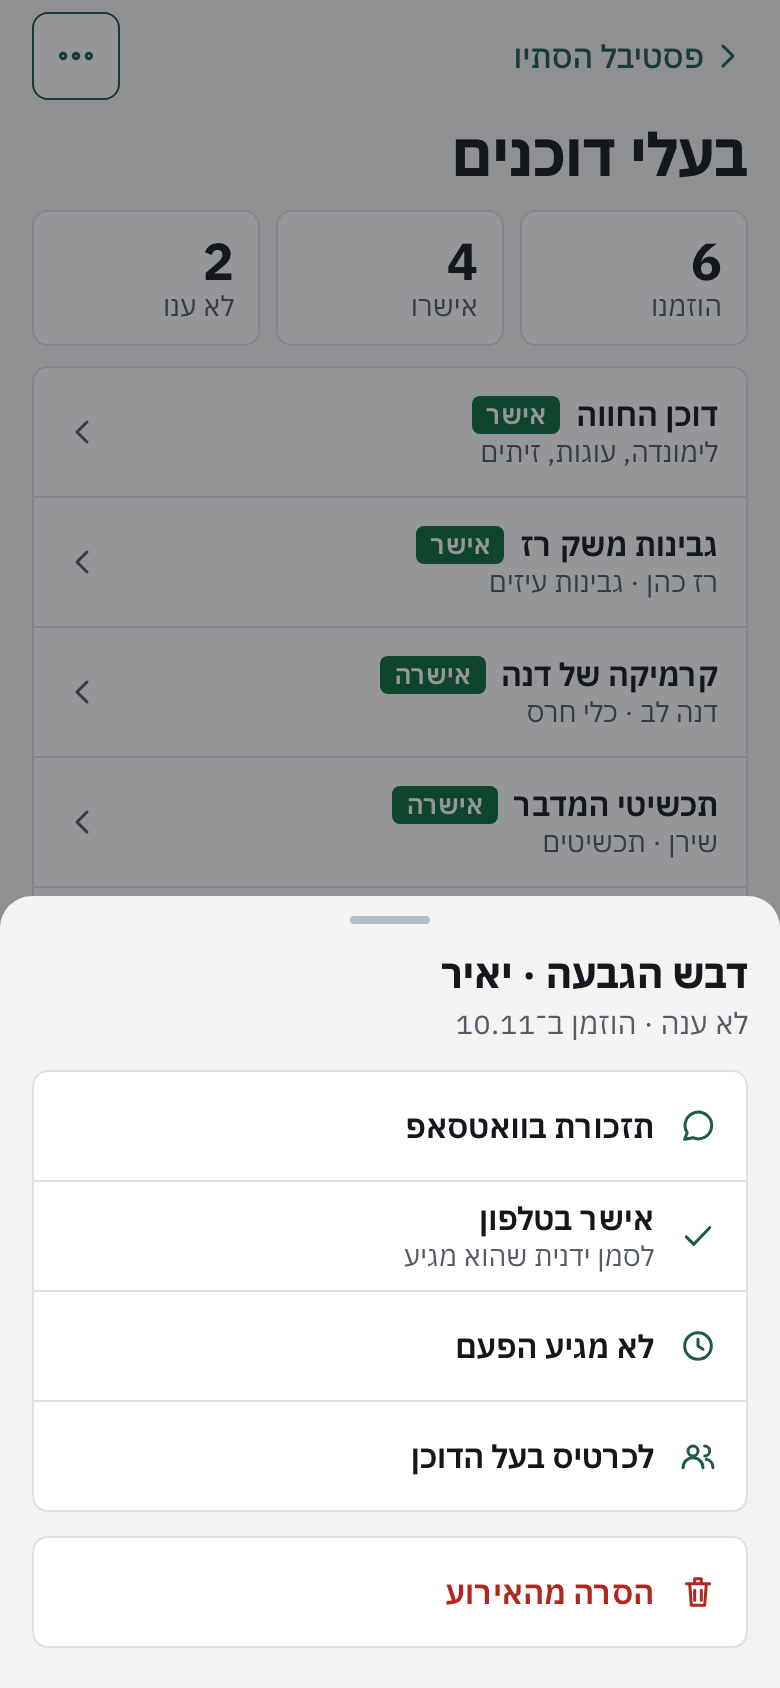 פסטיבל הסתיו
בעלי דוכנים
6
הוזמנו
4
אישרו
2
לא ענו
דוכן החווה אישר
לימונדה, עוגות, זיתים
גבינות משק רז אישר
רז כהן · גבינות עיזים
קרמיקה של דנה אישרה
דנה לב · כלי חרס
תכשיטי המדבר אישרה
שירן · תכשיטים
דבש הגבעה · יאיר
לא ענה · הוזמן ב־10.11
תזכורת בוואטסאפ
אישר בטלפון
לסמן ידנית שהוא מגיע
לא מגיע הפעם
לכרטיס בעל הדוכן
הסרה מהאירוע